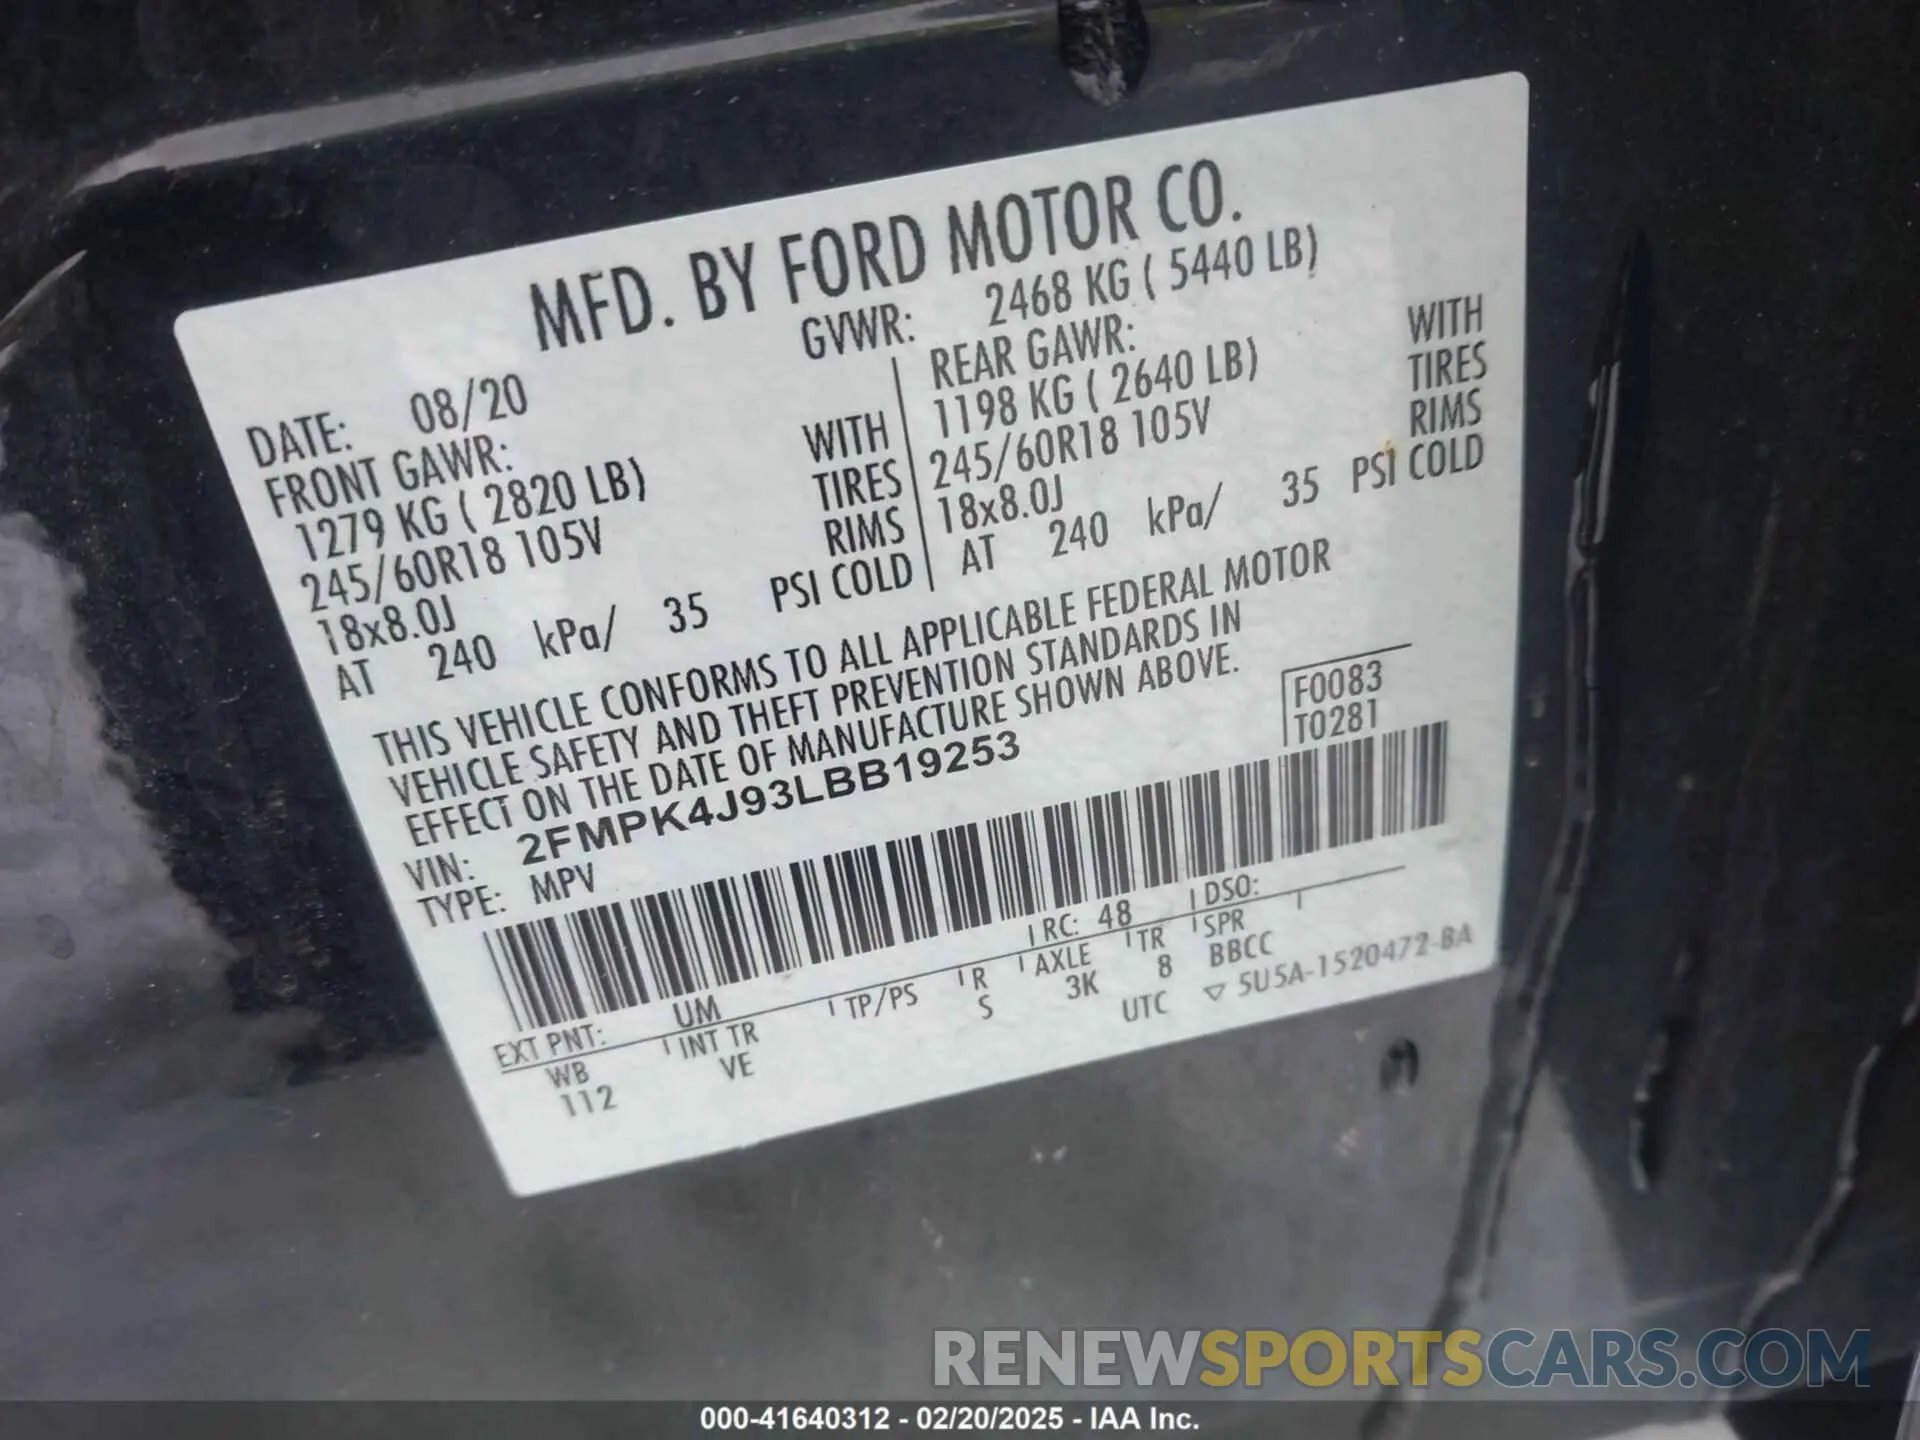 MFD. BY FORD MOTOR CO.
DATE: 08/20 GVWR: 2468 KG ( 5440 LB)
FRONT GAWR: REAR GAWR:
1279 KG ( 2820 LB) WITH 1198 KG ( 2640 LB) WITH
245/60R18 105V TIRES 245/60R18 105V TIRES
18x8.0J RIMS 18x8.0J RIMS
AT 240 kPa/ 35 PSI COLD AT 240 kPa/ 35 PSI COLD
THIS VEHICLE CONFORMS TO ALL APPLICABLE FEDERAL MOTOR
VEHICLE SAFETY AND THEFT PREVENTION STANDARDS IN
EFFECT ON THE DATE OF MANUFACTURE SHOWN ABOVE.
VIN: 2FMPK4J93LBB19253 F0083
TYPE: MPV T0281
EXT PNT: UM RC: 48 DSO:
WB INT TR TP/PS R AXLE TR SPR
112 VE S 3K 8 BBCC
UTC ▽ 5U5A-1520472-BA
RENEWSPORTSCARS.COM
000-41640312 - 02/20/2025 - IAA Inc.